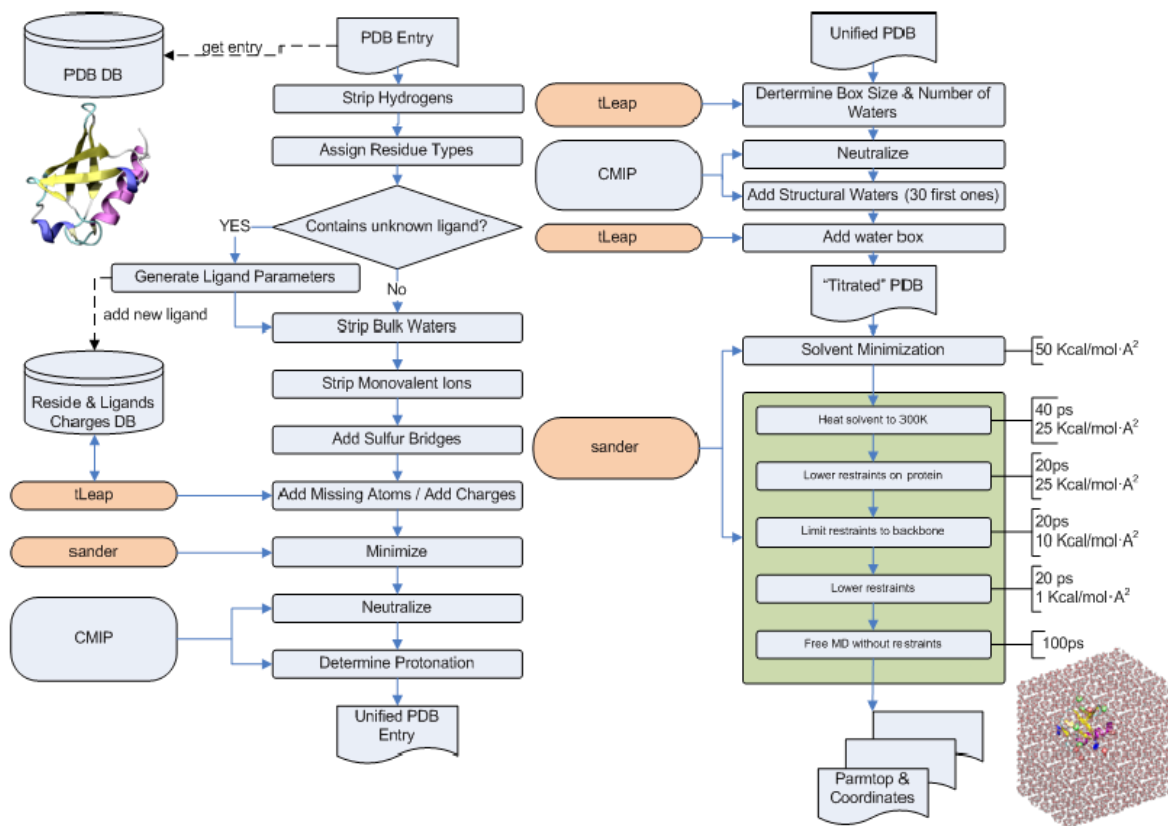 PDB DB
get entry
PDB Entry
Strip Hydrogens
Assign Residue Types
Contains unknown ligand?
YES
Generate Ligand Parameters
No
add new ligand
Strip Bulk Waters
Strip Monovalent Ions
Reside & Ligands
Charges DB
Add Sulfur Bridges
tLeap
Add Missing Atoms / Add Charges
sander
Minimize
CMIP
Neutralize
Determine Protonation
Unified PDB
Entry
Unified PDB
tLeap
Dertermine Box Size & Number of
Waters
CMIP
Neutralize
Add Structural Waters (30 first ones)
tLeap
Add water box
"Titrated" PIDB
Solvent Minimization
50 Kcal/mol·A²
sander
Heat solvent to 300K
40 ps
25 Kcal/mol·A²
Lower restraints on protein
20ps
25 Kcal/mol·A²
Limit restraints to backbone
20ps
10 Kcal/mol·A²
Lower restraints
20 ps
1 Kcal/mol·A²
Free MD without restraints
100ps
Parmtop &
Coordinates